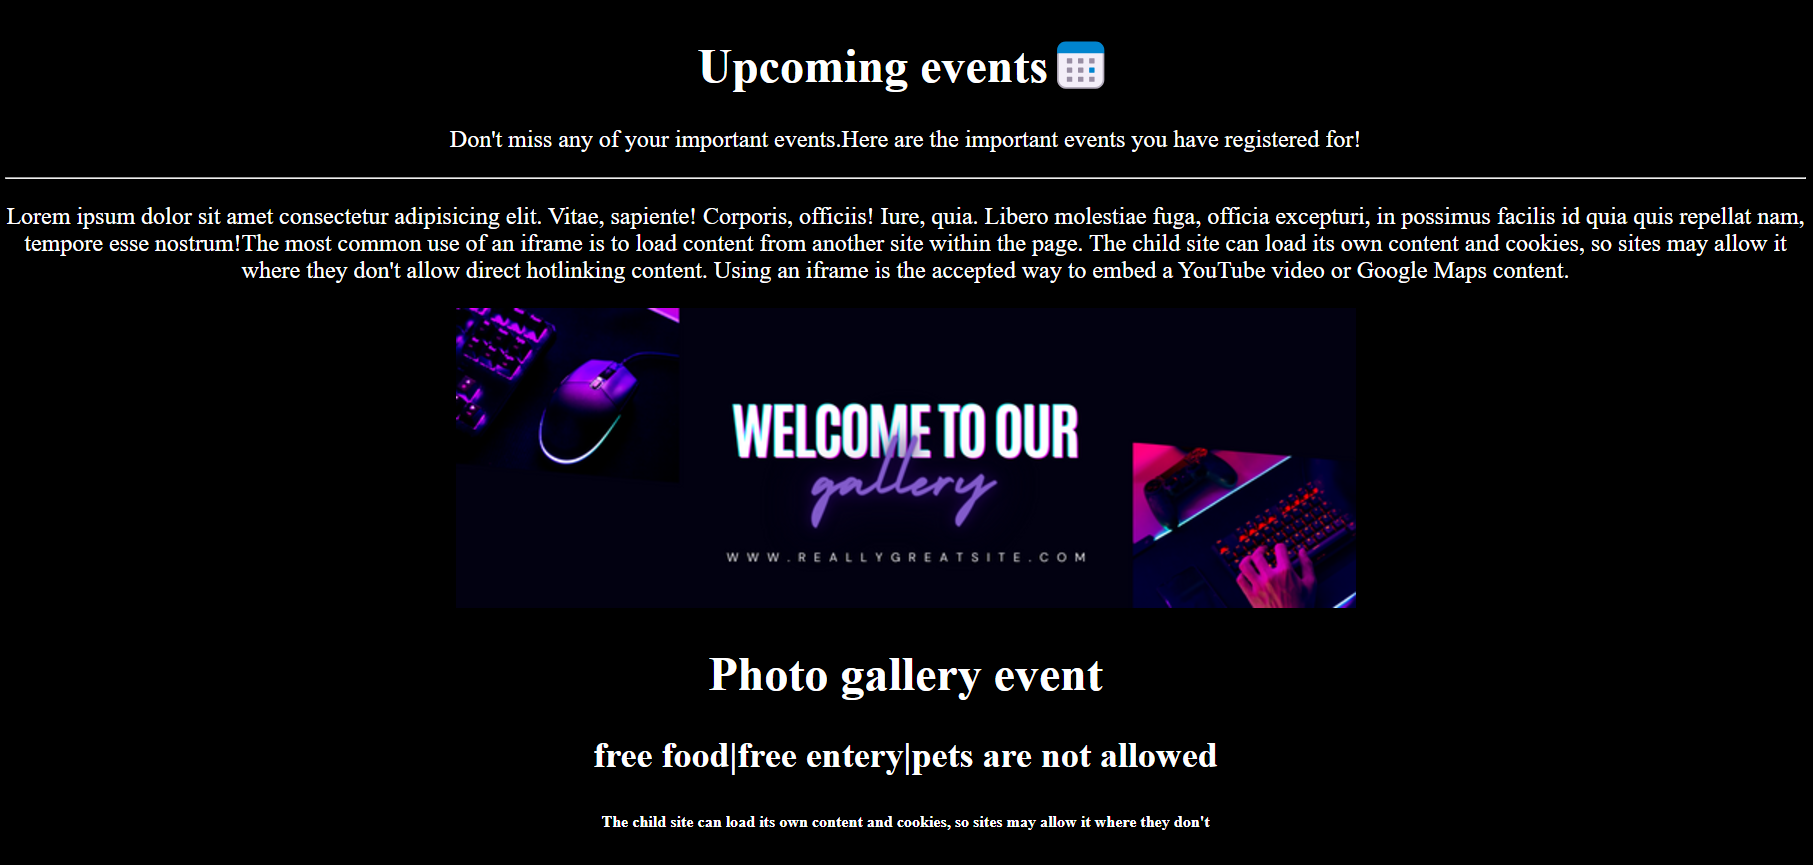 Upcoming events
Don't miss any of your important events.Here are the important events you have registered for!
Lorem ipsum dolor sit amet consectetur adipisicing elit. Vitae, sapiente! Corporis, officiis! Iure, quia. Libero molestiae fuga, officia excepturi, in possimus facilis id quia quis repellat nam,
tempore esse nostrum!The most common use of an iframe is to load content from another site within the page. The child site can load its own content and cookies, so sites may allow it
where they don't allow direct hotlinking content. Using an iframe is the accepted way to embed a YouTube video or Google Maps content.
WELCOME TO OUR
gallery
WWW.REALLYGREATSITE.COM
Photo gallery event
free food|free entery|pets are not allowed
The child site can load its own content and cookies, so sites may allow it where they don't